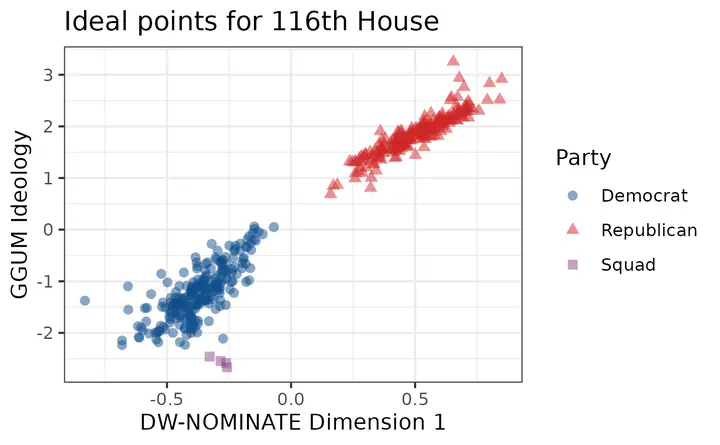 Ideal points for 116th House
3
2
1
0
-1
-2
GGUM Ideology
-0.5
0.0
0.5
DW-NOMINATE Dimension 1
Party
Democrat
Republican
Squad